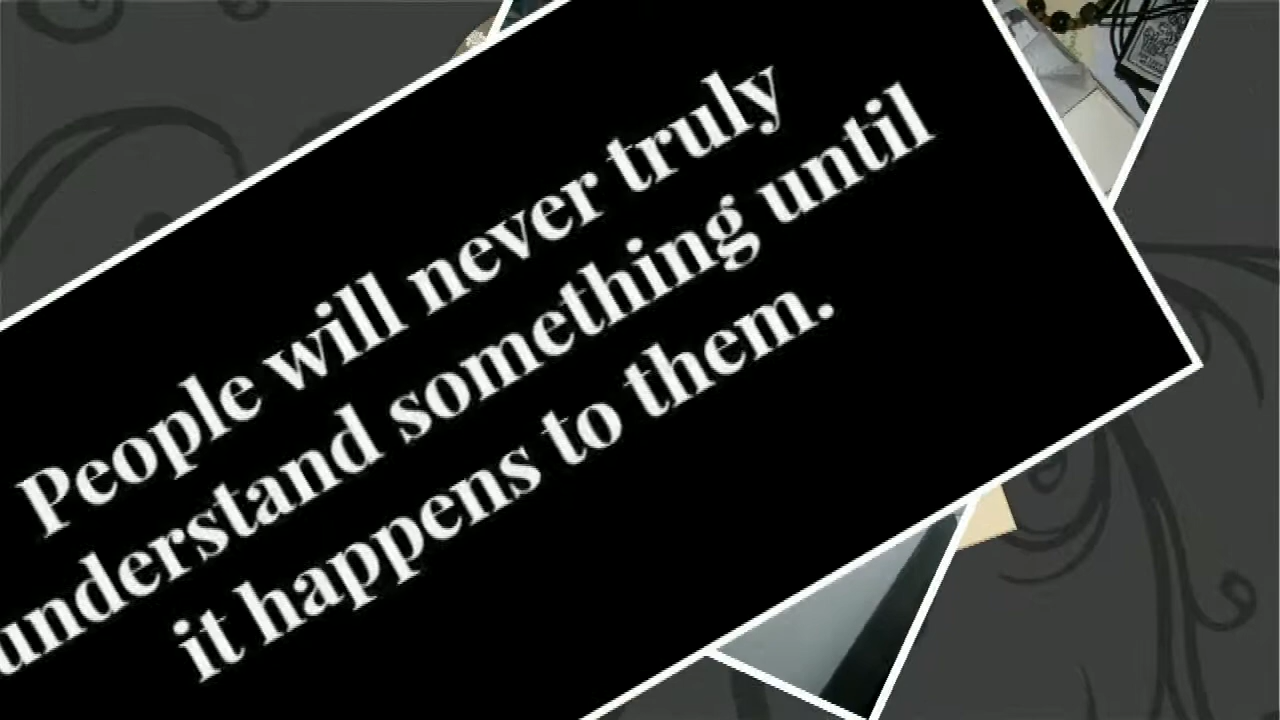 People will never truly
understand something until
it happens to them.